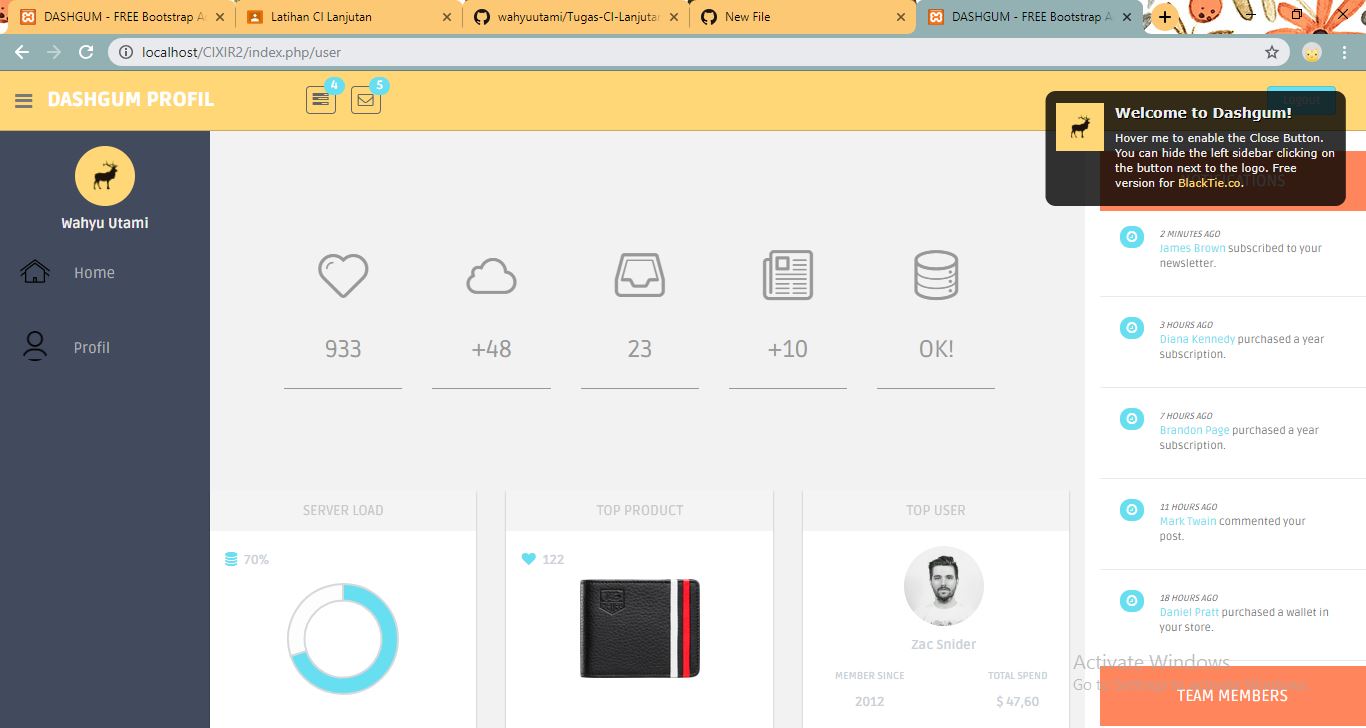 DASHGUM - FREE Bootstrap A
Latihan CI Lanjutan
wahyuutami/Tugas-CI-Lanjutan
New File
DASHGUM - FREE Bootstrap A
localhost/CIXIR2/index.php/user
DASHGUM PROFIL
4
5
Logout
Welcome to Dashgum!
Hover me to enable the Close Button.
You can hide the left sidebar clicking on
the button next to the logo. Free
version for BlackTie.co.
Wahyu Utami
Home
Profil
933
+48
23
+10
OK!
SERVER LOAD
70%
TOP PRODUCT
122
TOP USER
Zac Snider
MEMBER SINCE
2012
TOTAL SPEND
$ 47,60
2 MINUTES AGO
James Brown subscribed to your
newsletter.
3 HOURS AGO
Diana Kennedy purchased a year
subscription.
7 HOURS AGO
Brandon Page purchased a year
subscription.
11 HOURS AGO
Mark Twain commented your
post.
18 HOURS AGO
Daniel Pratt purchased a wallet in
your store.
Activate Windows
Go to
TEAM MEMBERS